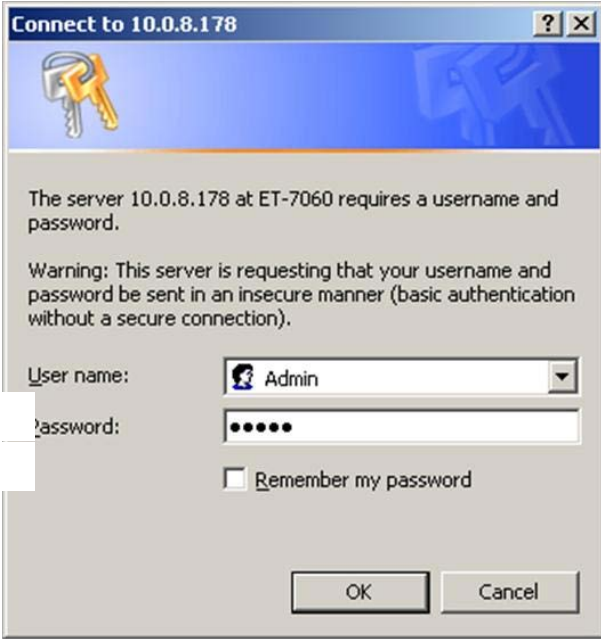 Connect to 10.0.8.178
The server 10.0.8.178 at ET-7060 requires a username and
password.
Warning: This server is requesting that your username and
password be sent in an insecure manner (basic authentication
without a secure connection).
User name:
Admin
Password:
•••••
Remember my password
OK
Cancel